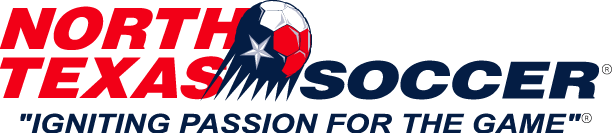 NORTH
TEXAS SOCCER®
"IGNITING PASSION FOR THE GAME"®